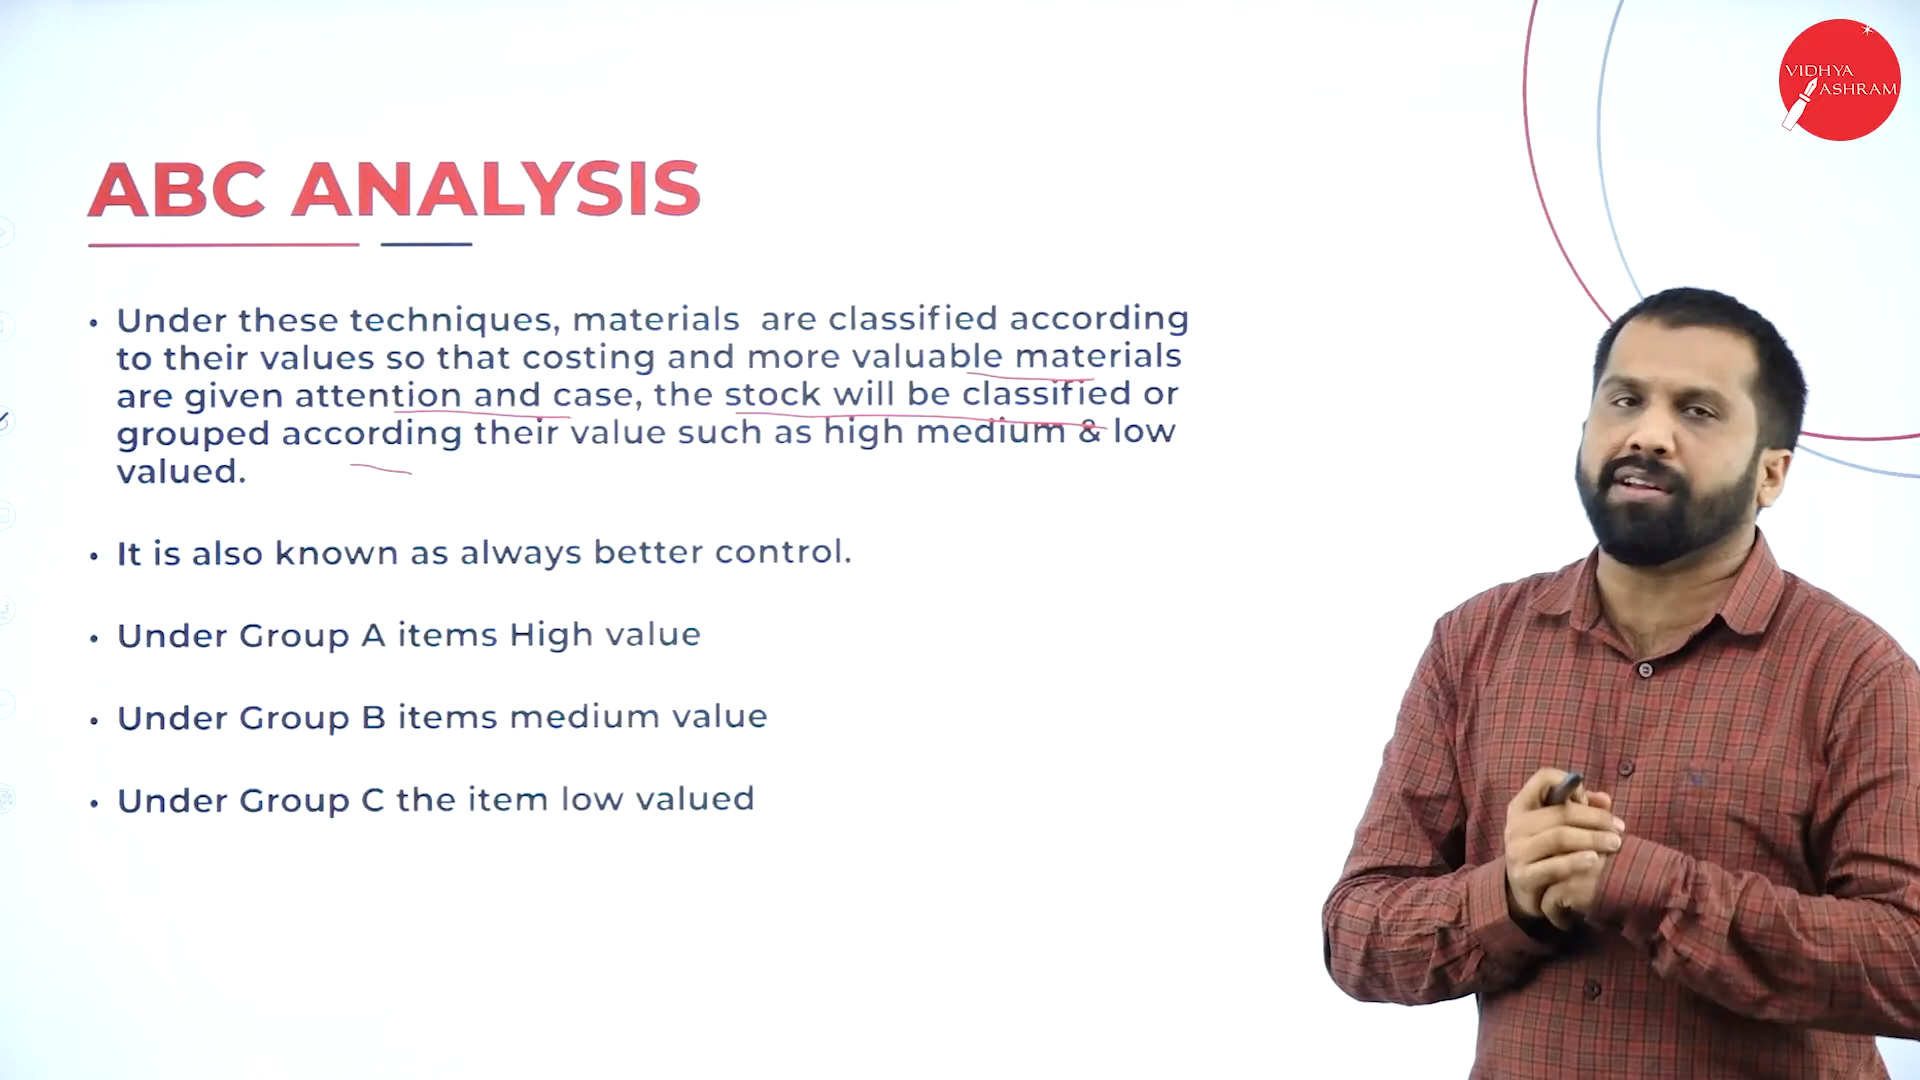 VIDHYA
ASHRAM
ABC ANALYSIS
• Under these techniques, materials are classified according
to their values so that costing and more valuable materials
are given attention and case, the stock will be classified or
grouped according their value such as high medium & low
valued.
• It is also known as always better control.
• Under Group A items High value
• Under Group B items medium value
• Under Group C the item low valued